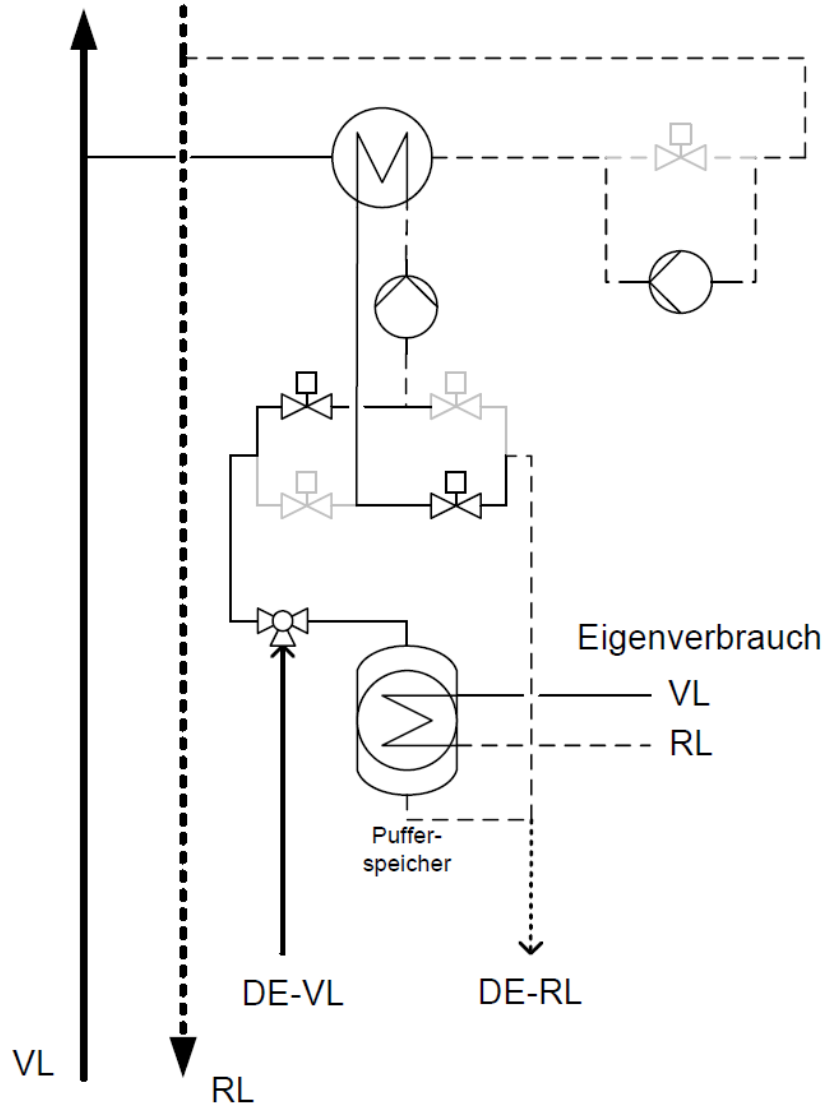 Eigenverbrauch
VL
RL
Puffer-
speicher
DE-VL
DE-RL
VL
RL